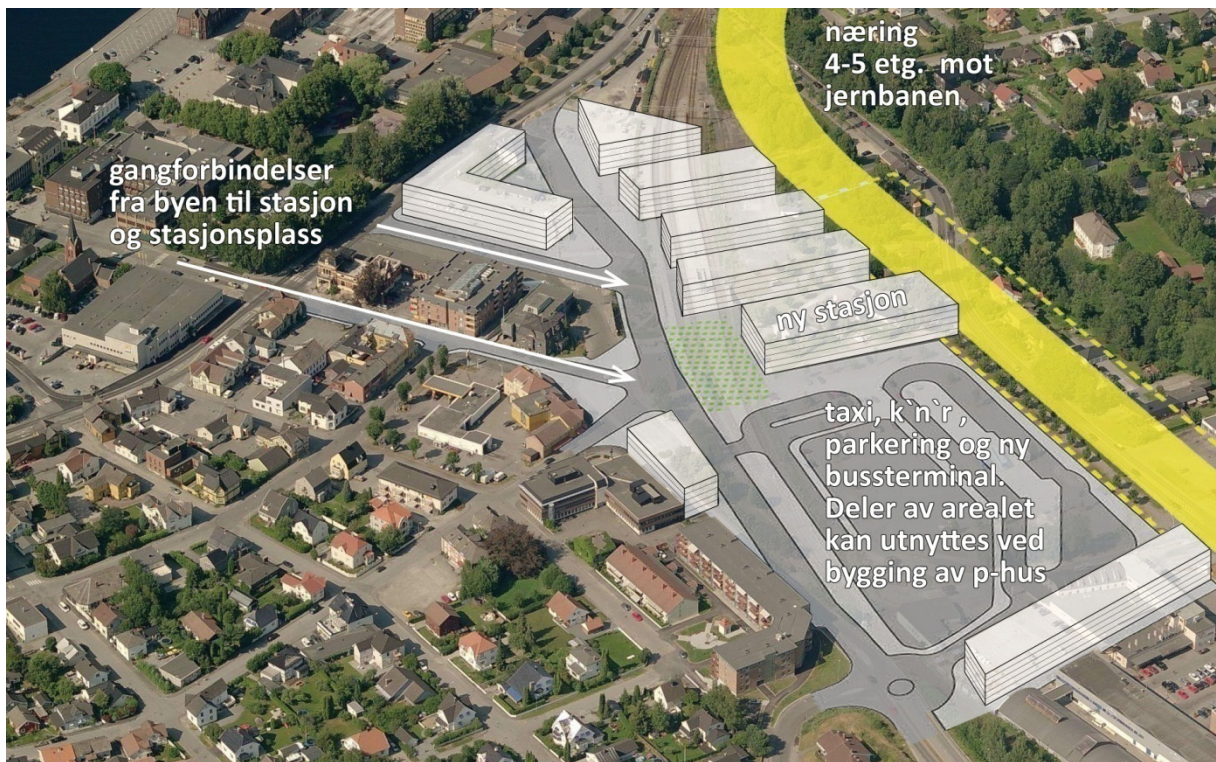 næring
4-5 etg. mot
jernbanen
gangforbindelser
fra byen til stasjon
og stasjonsplass
ny stasjon
taxi, k`n`r ,
parkering og ny
bussterminal.
Deler av arealet
kan utnyttes ved
bygging av p-hus